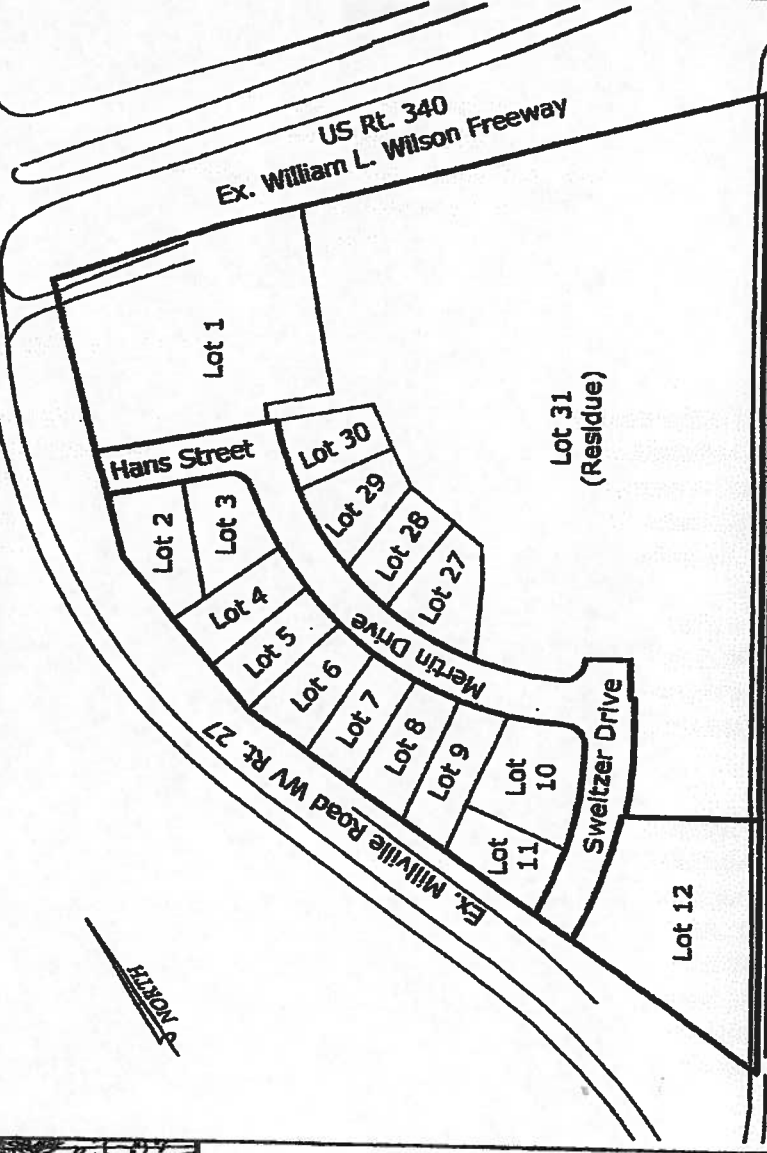 US Rt. 340
Ex. William L. Wilson Freeway
Lot 1
Hans Street
Lot 2
Lot 3
Lot 4
Lot 5
Lot 6
Lot 7
Lot 8
Lot 9
Lot
10
Lot
11
Lot 12
Lot 30
Lot 29
Lot 28
Lot 27
Lot 31
(Residue)
Mertin Drive
Sweitzer Drive
Ex. Millville Road WV Rt. 27
NORTH